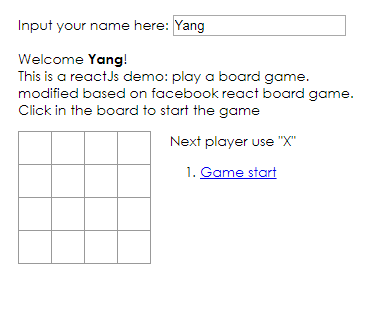 Input your name here: Yang
Welcome Yang!
This is a reactJs demo: play a board game.
modified based on facebook react board game.
Click in the board to start the game
Next player use "X"
1. Game start